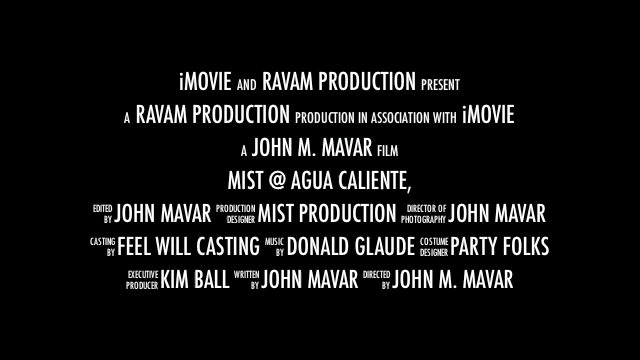 iMOVIE AND RAVAM PRODUCTION PRESENT
A RAVAM PRODUCTION PRODUCTION IN ASSOCIATION WITH iMOVIE
A JOHN M. MAVAR FILM
MIST @ AGUA CALIENTE,
EDITED BY JOHN MAVAR PRODUCTION DESIGNER MIST PRODUCTION DIRECTOR OF PHOTOGRAPHY JOHN MAVAR
CASTING BY FEEL WILL CASTING MUSIC BY DONALD GLAUDE COSTUME DESIGNER PARTY FOLKS
EXECUTIVE PRODUCER KIM BALL WRITTEN BY JOHN MAVAR DIRECTED BY JOHN M. MAVAR